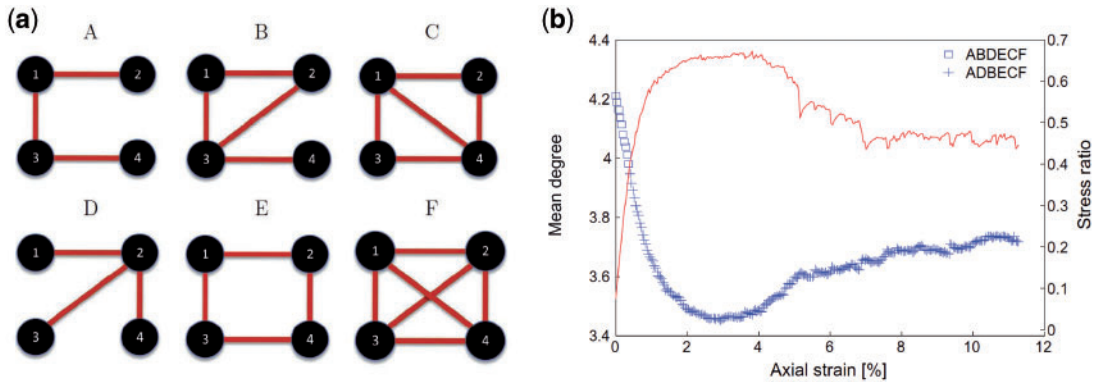 (a)
A B C
1 2 1 2 1 2
3 4 3 4 3 4
D E F
1 2 1 2 1 2
3 4 3 4 3 4
(b)
ABDECF
ADBECF
Mean degree
4.4
4.2
4
3.8
3.6
3.4
0 2 4 6 8 10 12
Axial strain [%]
0.7
0.6
0.5
0.4
0.3
0.2
0.1
0
Stress ratio